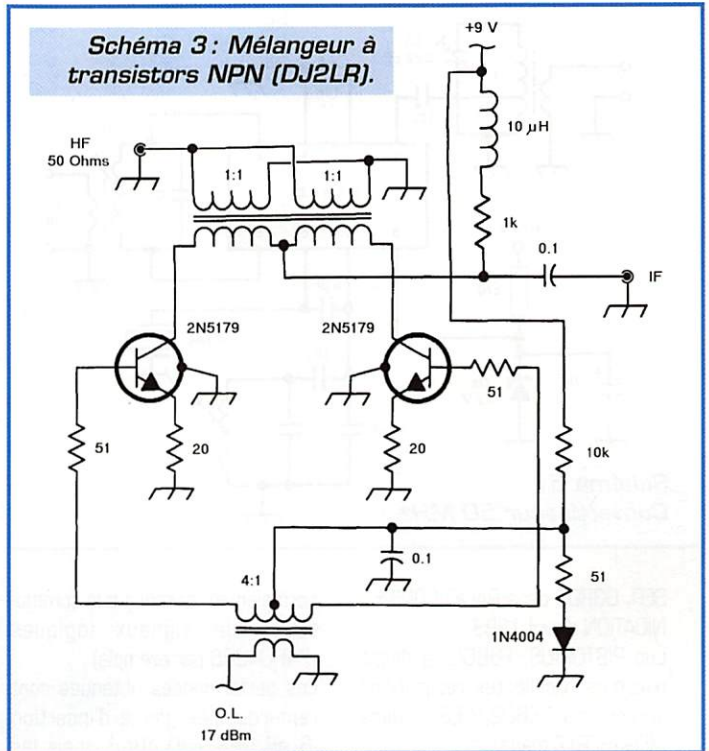 Schéma 3 : Mélangeur à
transistors NPN (DJ2LR).
+9 V
HF
50 Ohms
1:1
1:1
10 µH
1k
0.1
IF
2N5179
2N5179
51
51
20
20
10k
0.1
4:1
51
1N4004
O.L.
17 dBm